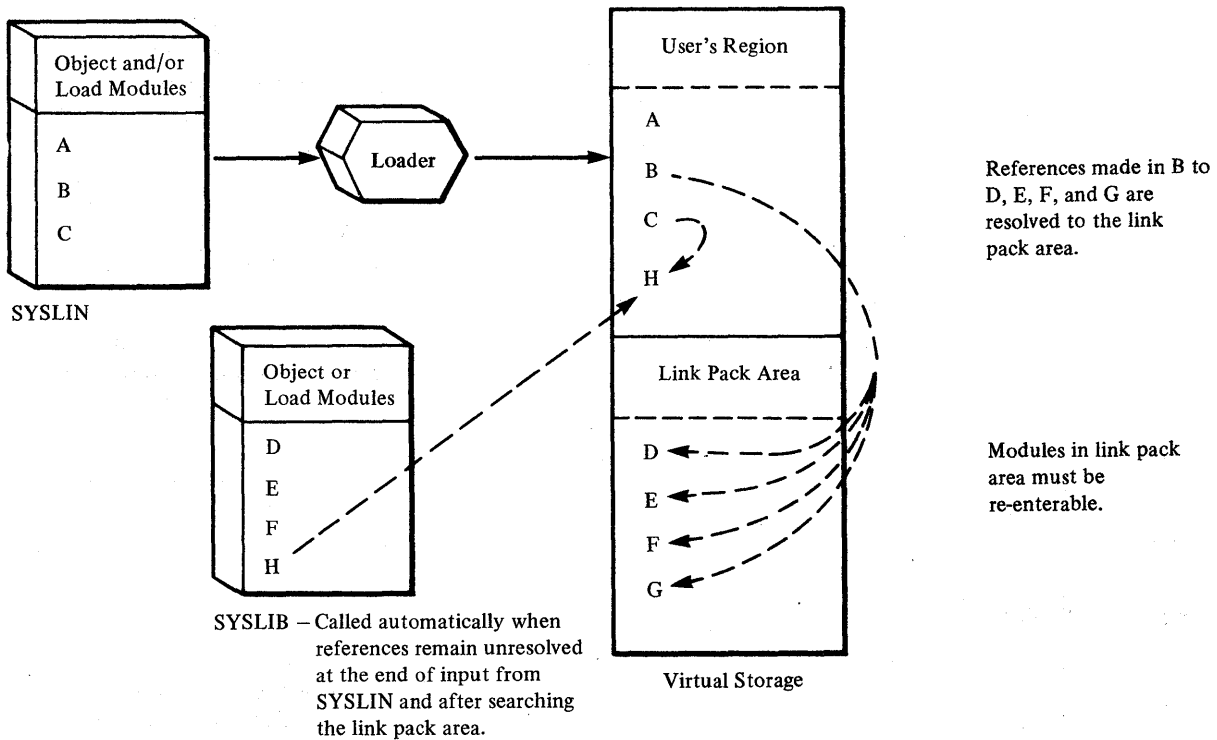 Object and/or
Load Modules
A
B
C
SYSLIN
Loader
User's Region
A
B
C
H
References made in B to
D, E, F, and G are
resolved to the link
pack area.
Object or
Load Modules
D
E
F
H
SYSLIB – Called automatically when
references remain unresolved
at the end of input from
SYSLIN and after searching
the link pack area.
Link Pack Area
D
E
F
G
Modules in link pack
area must be
re-enterable.
Virtual Storage